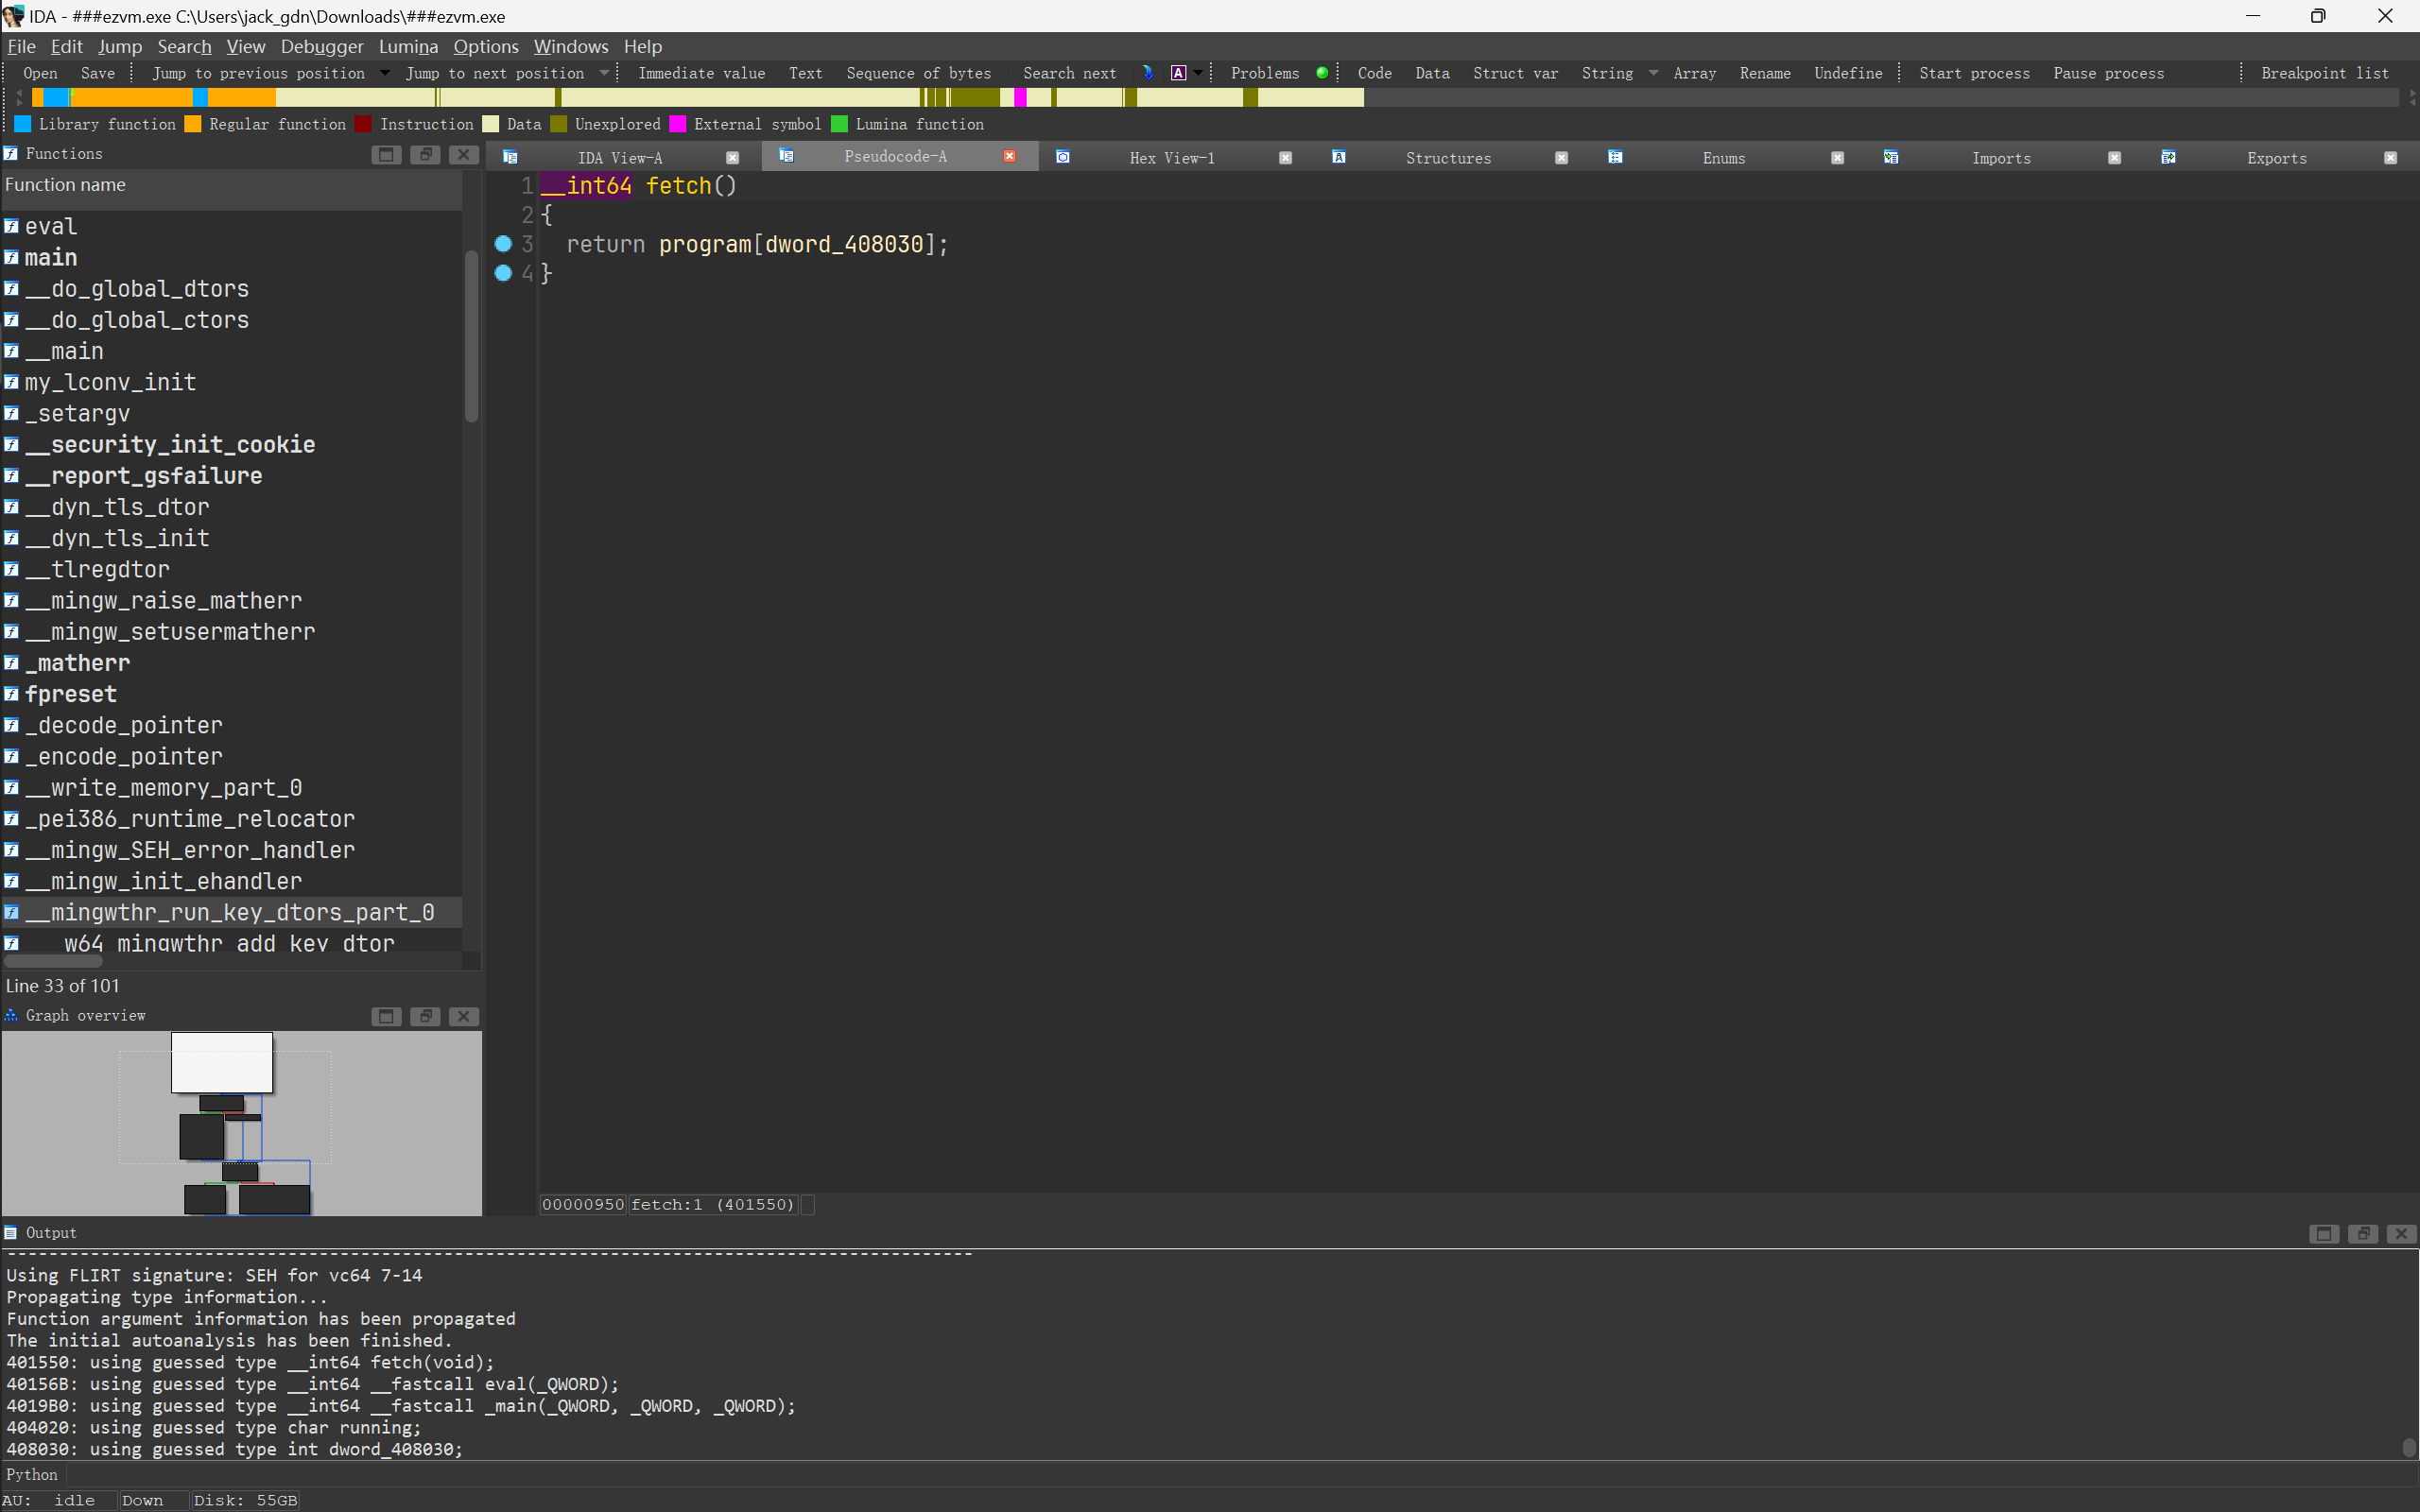 IDA - ###ezvm.exe C:\Users\jack_gdn\Downloads\###ezvm.exe
File Edit Jump Search View Debugger Lumina Options Windows Help
Open Save Jump to previous position Jump to next position Immediate value Text Sequence of bytes Search next A Problems Code Data Struct var String Array Rename Undefine Start process Pause process Breakpoint list
Library function Regular function Instruction Data Unexplored External symbol Lumina function
Functions
IDA View-A Pseudocode-A Hex View-1 Structures Enums Imports Exports
Function name
eval
main
__do_global_dtors
__do_global_ctors
__main
my_lconv_init
_setargv
__security_init_cookie
__report_gsfailure
__dyn_tls_dtor
__dyn_tls_init
__tlregdtor
__mingw_raise_matherr
__mingw_setusermatherr
_matherr
fpreset
_decode_pointer
_encode_pointer
__write_memory_part_0
_pei386_runtime_relocator
__mingw_SEH_error_handler
__mingw_init_ehandler
__mingwthr_run_key_dtors_part_0
___w64_mingwthr_add_key_dtor
Line 33 of 101
Graph overview
1 __int64 fetch()
2 {
3 return program[dword_408030];
4 }
00000950 fetch:1 (401550)
Output
Using FLIRT signature: SEH for vc64 7-14
Propagating type information...
Function argument information has been propagated
The initial autoanalysis has been finished.
401550: using guessed type __int64 fetch(void);
40156B: using guessed type __int64 __fastcall eval(_QWORD);
4019B0: using guessed type __int64 __fastcall _main(_QWORD, _QWORD, _QWORD);
404020: using guessed type char running;
408030: using guessed type int dword_408030;
Python
AU: idle Down Disk: 55GB